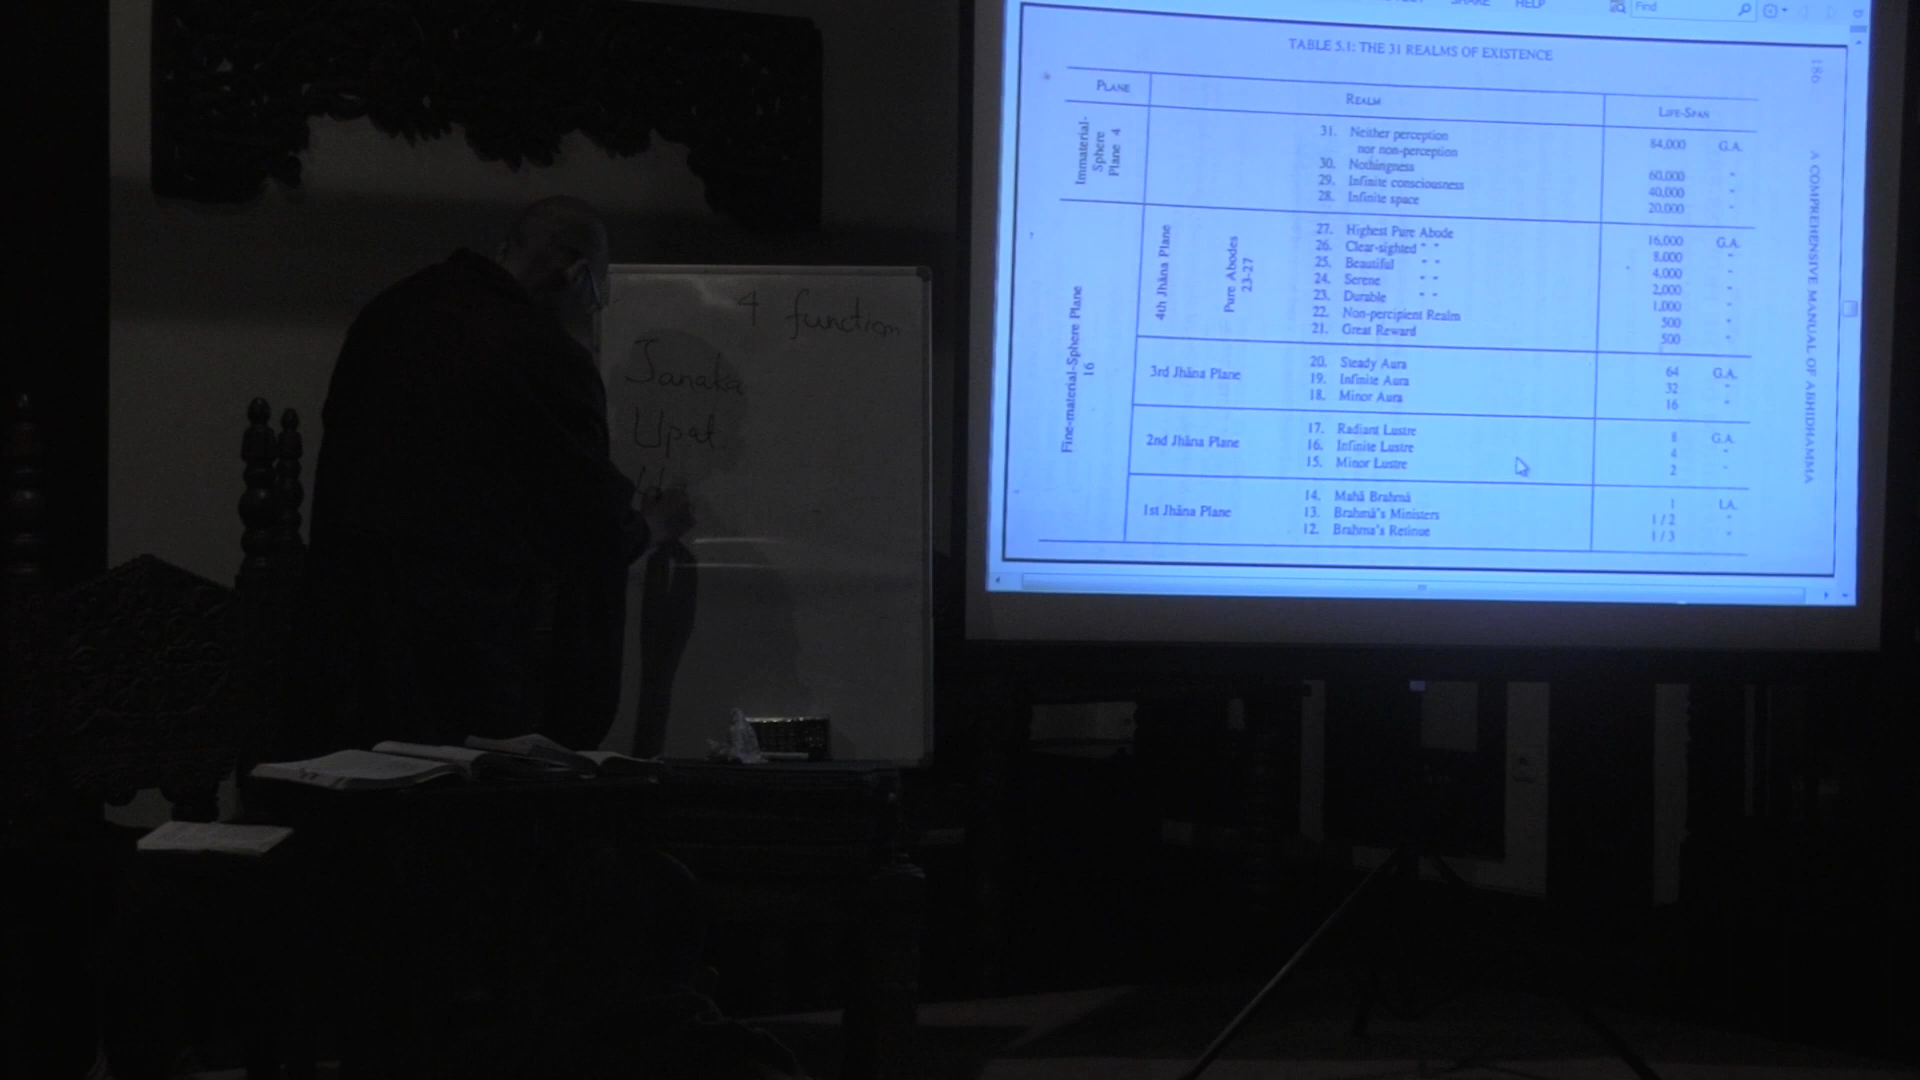 4 function
Janaka
Upat.
SHARE HELP
Find
TABLE 5.1: THE 31 REALMS OF EXISTENCE
PLANE REALM LIFE-SPAN
Immaterial-Sphere Plane 4
31. Neither perception nor non-perception 84,000 G.A.
30. Nothingness 60,000 "
29. Infinite consciousness 40,000 "
28. Infinite space 20,000 "
Fine-material-Sphere Plane 16
4th Jhāna Plane
Pure Abodes 23-27
27. Highest Pure Abode 16,000 G.A.
26. Clear-sighted " " 8,000 "
25. Beautiful " " 4,000 "
24. Serene " " 2,000 "
23. Durable " " 1,000 "
22. Non-percipient Realm 500 "
21. Great Reward 500 "
3rd Jhāna Plane
20. Steady Aura 64 G.A.
19. Infinite Aura 32 "
18. Minor Aura 16 "
2nd Jhāna Plane
17. Radiant Lustre 8 G.A.
16. Infinite Lustre 4 "
15. Minor Lustre 2 "
1st Jhāna Plane
14. Mahā Brahmā 1 I.A.
13. Brahmā's Ministers 1/2 "
12. Brahma's Retinue 1/3 "
186
A COMPREHENSIVE MANUAL OF ABHIDHAMMA